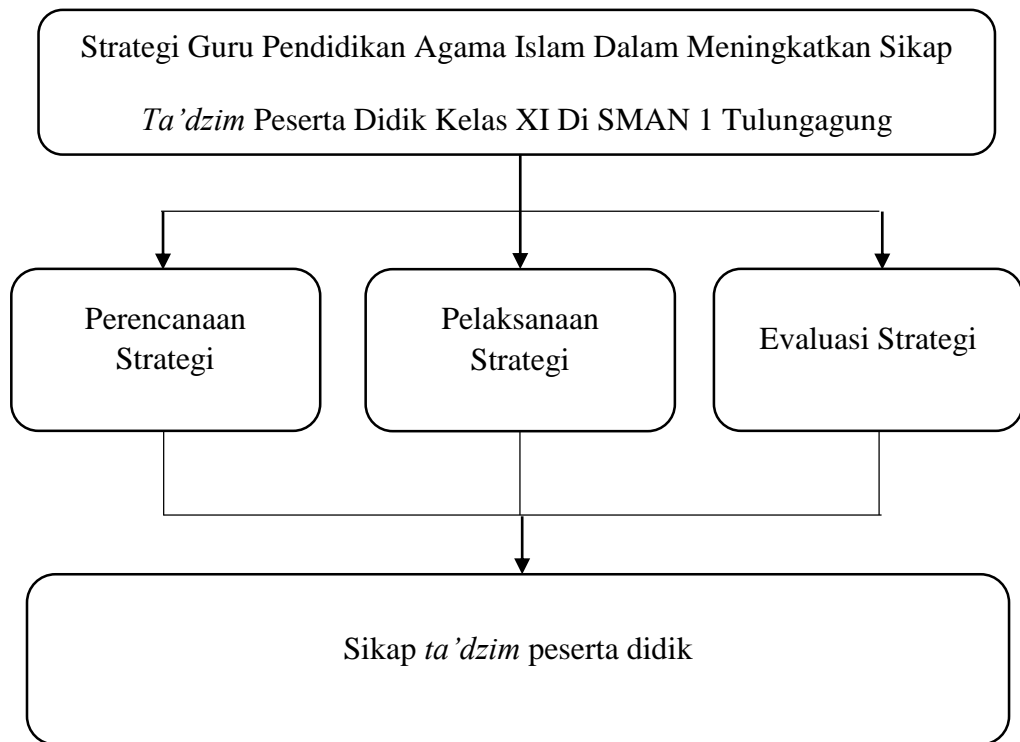 Strategi Guru Pendidikan Agama Islam Dalam Meningkatkan Sikap
Ta’dzim Peserta Didik Kelas XI Di SMAN 1 Tulungagung
Perencanaan
Strategi
Pelaksanaan
Strategi
Evaluasi Strategi
Sikap ta’dzim peserta didik